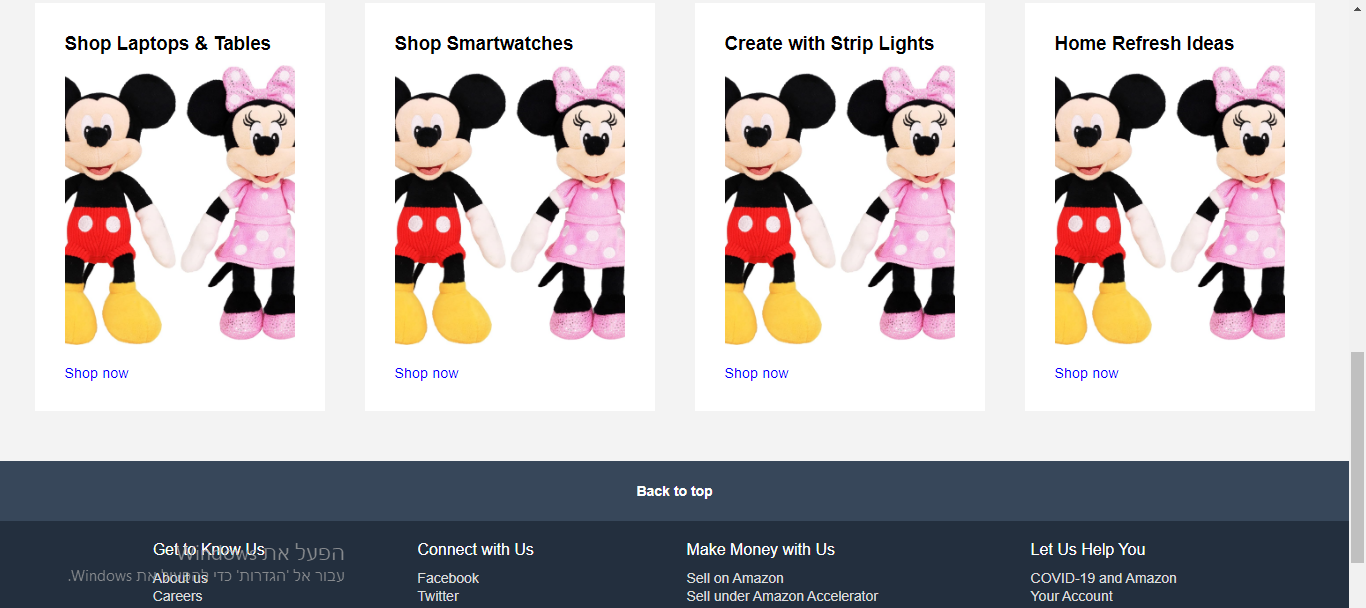 Shop Laptops & Tables
Shop Smartwatches
Create with Strip Lights
Home Refresh Ideas
Shop now
Shop now
Shop now
Shop now
Back to top
Get to Know Us
Connect with Us
Make Money with Us
Let Us Help You
About us
Facebook
Sell on Amazon
COVID-19 and Amazon
Careers
Twitter
Sell under Amazon Accelerator
Your Account
הפעל את Windows
עבור אל 'הגדרות' כדי להפעיל את Windows.